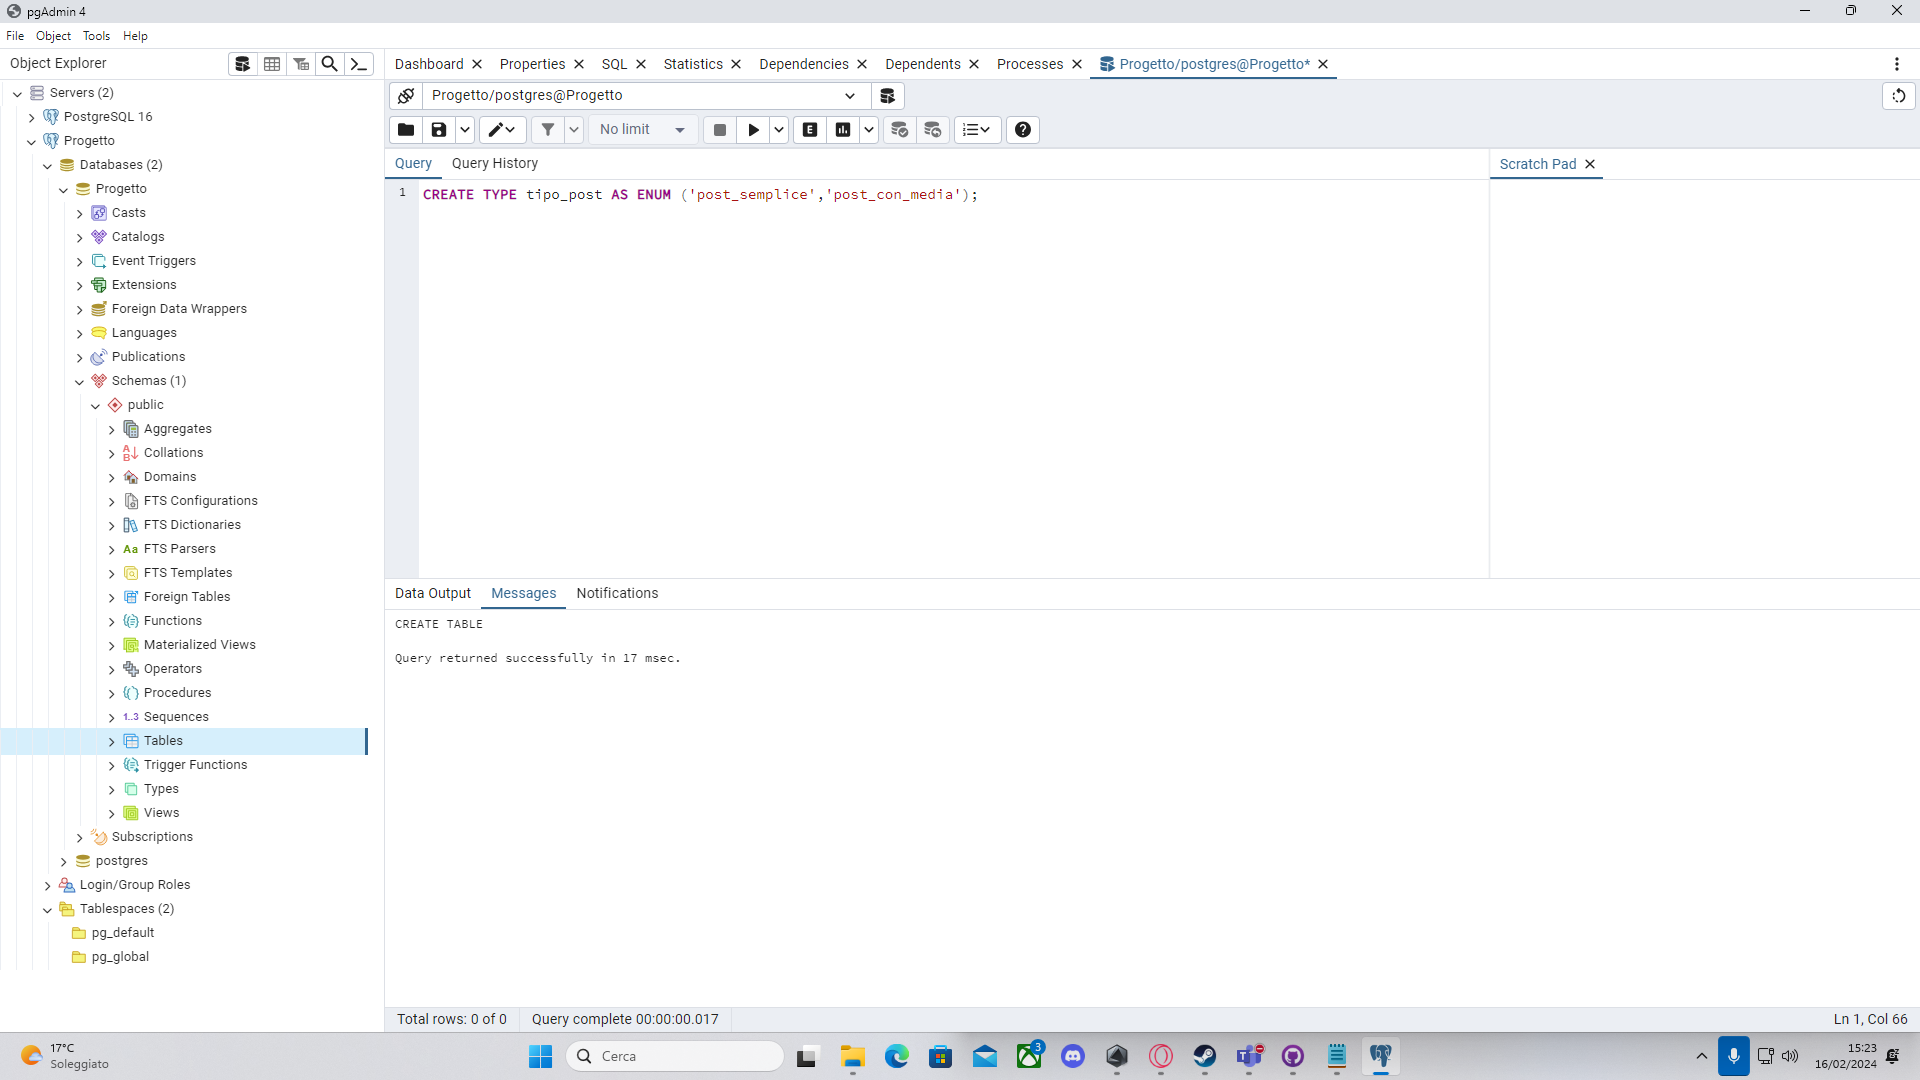 pgAdmin 4
File Object Tools Help
Object Explorer
Dashboard Properties SQL Statistics Dependencies Dependents Processes Progetto/postgres@Progetto*
Servers (2)
PostgreSQL 16
Progetto
Databases (2)
Progetto
Casts
Catalogs
Event Triggers
Extensions
Foreign Data Wrappers
Languages
Publications
Schemas (1)
public
Aggregates
Collations
Domains
FTS Configurations
FTS Dictionaries
Aa FTS Parsers
FTS Templates
Foreign Tables
Functions
Materialized Views
Operators
Procedures
1..3 Sequences
Tables
Trigger Functions
Types
Views
Subscriptions
postgres
Login/Group Roles
Tablespaces (2)
pg_default
pg_global
Progetto/postgres@Progetto
No limit E
Query Query History
Scratch Pad
1 CREATE TYPE tipo_post AS ENUM ('post_semplice','post_con_media');
Data Output Messages Notifications
CREATE TABLE
Query returned successfully in 17 msec.
Total rows: 0 of 0 Query complete 00:00:00.017 Ln 1, Col 66
17°C
Soleggiato
Cerca
3
15:23
16/02/2024